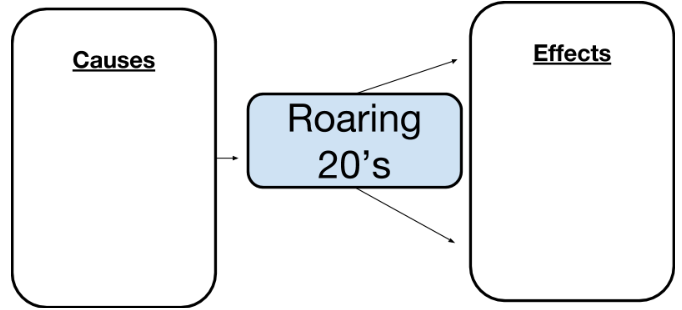 Causes
Roaring
20's
Effects